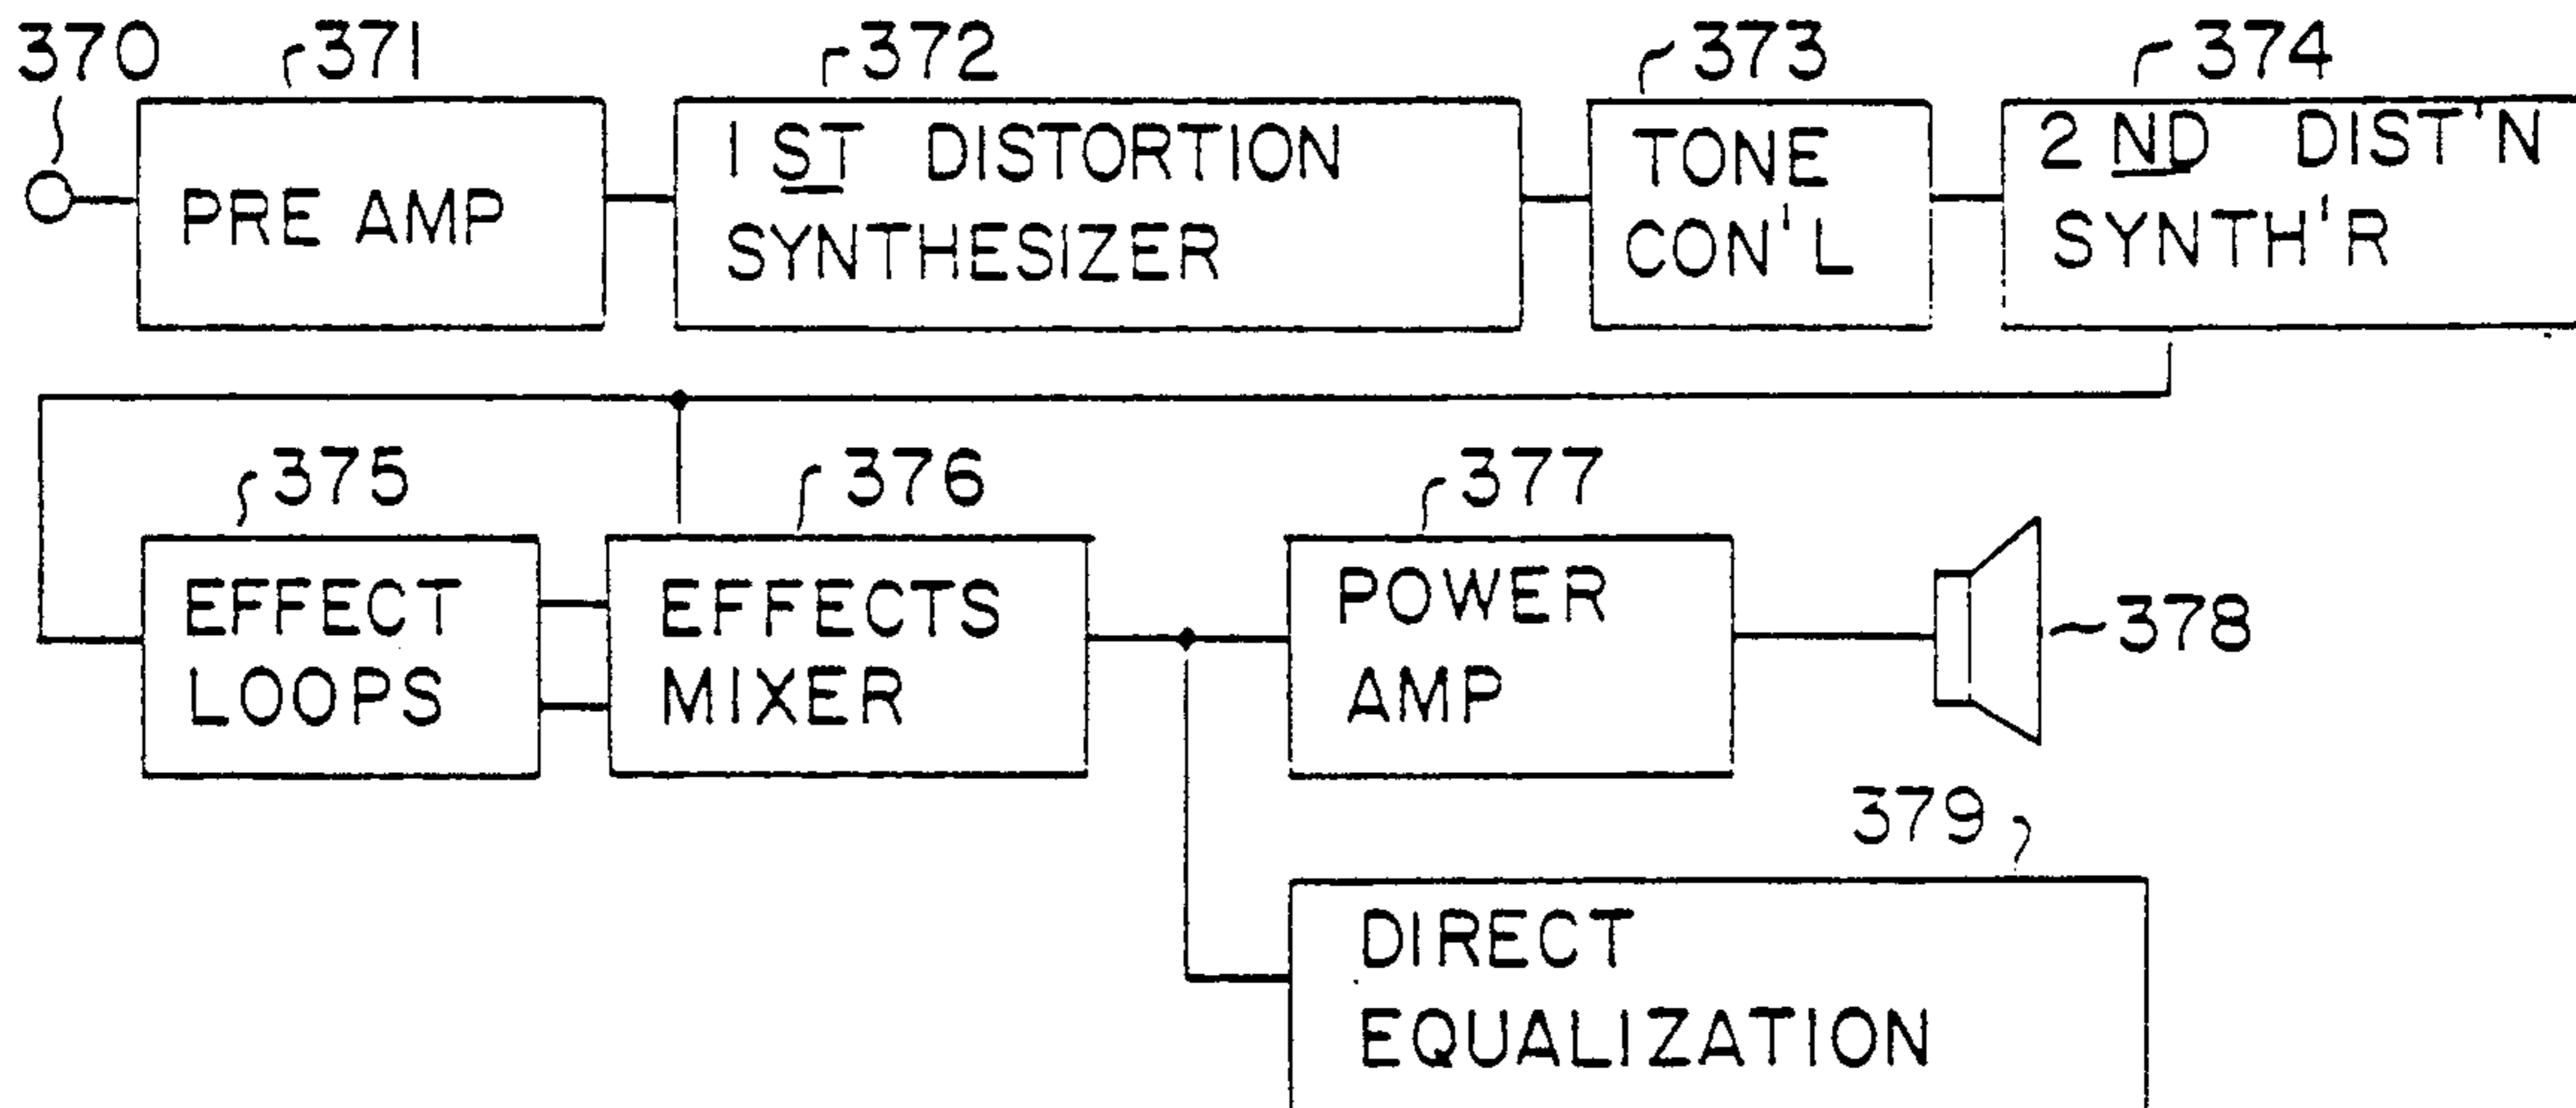 370
371
372
373
374
PRE AMP
1 ST DISTORTION
SYNTHESIZER
TONE
CON'L
2 ND DIST'N
SYNTH'R
375
376
377
EFFECT
LOOPS
EFFECTS
MIXER
POWER
AMP
378
379
DIRECT
EQUALIZATION